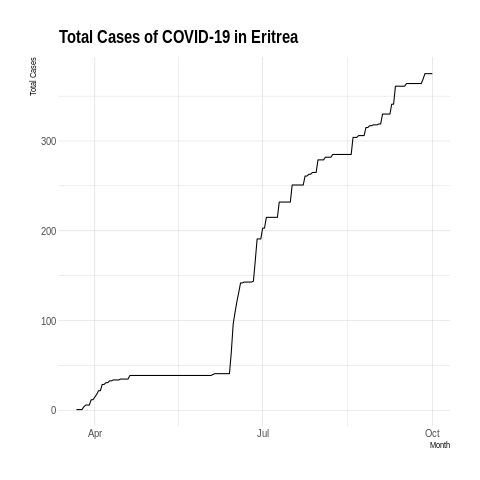 Total Cases of COVID-19 in Eritrea
Total Cases
300
200
100
0
Apr
Jul
Oct
Month